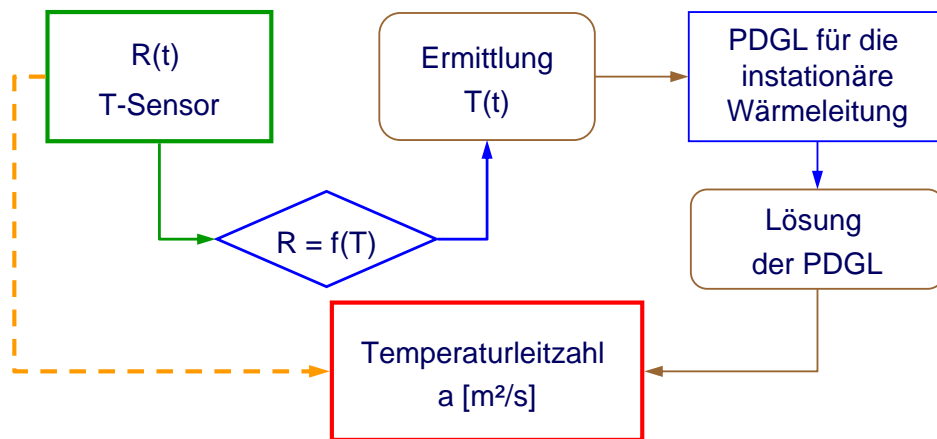 R(t)
T-Sensor
Ermittlung
T(t)
PDGL für die
instationäre
Wärmeleitung
R = f(T)
Lösung
der PDGL
Temperaturleitzahl
a [m²/s]